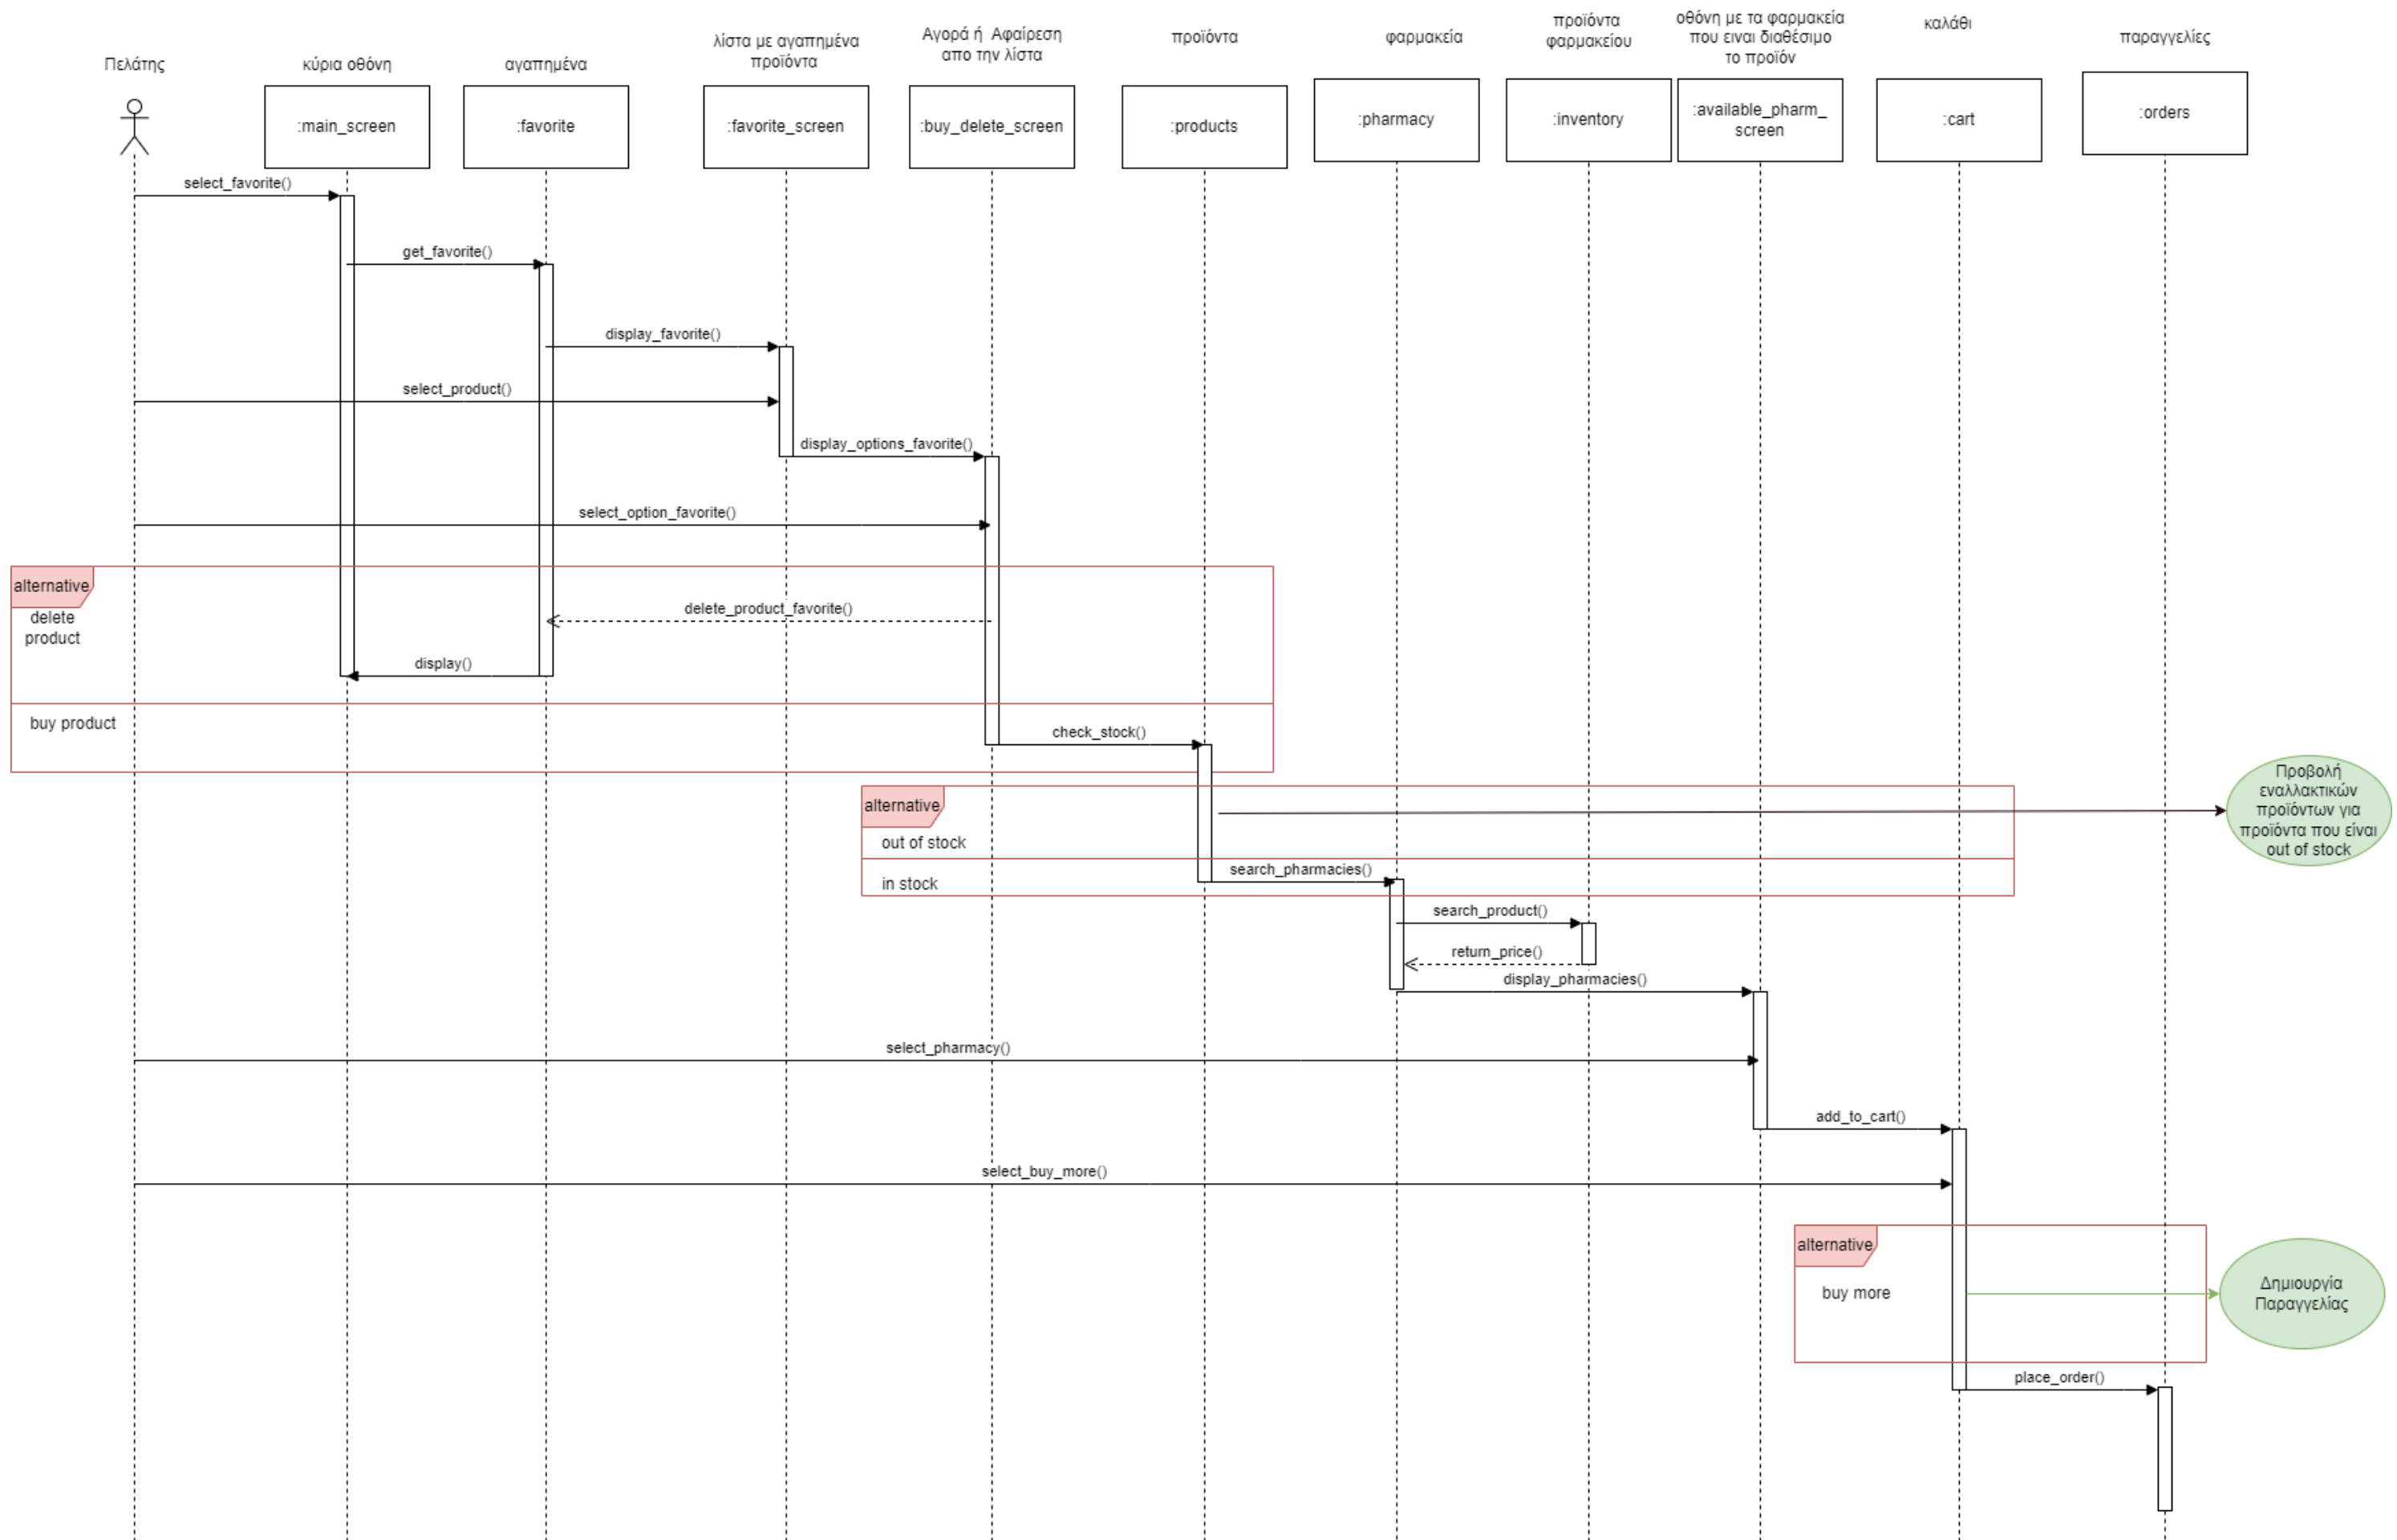 Πελάτης
κύρια οθόνη
αγαπημένα
λίστα με αγαπημένα
προϊόντα
Αγορά ή Αφαίρεση
απο την λίστα
προϊόντα
φαρμακεία
προϊόντα
φαρμακείου
οθόνη με τα φαρμακεία
που ειναι διαθέσιμο
το προϊόν
καλάθι
παραγγελίες
:main_screen
:favorite
:favorite_screen
:buy_delete_screen
:products
:pharmacy
:inventory
:available_pharm_
screen
:cart
:orders
select_favorite()
get_favorite()
display_favorite()
select_product()
display_options_favorite()
select_option_favorite()
alternative
delete
product
delete_product_favorite()
display()
buy product
check_stock()
alternative
out of stock
Προβολή
εναλλακτικών
προϊόντων για
προϊόντα που είναι
out of stock
in stock
search_pharmacies()
search_product()
return_price()
display_pharmacies()
select_pharmacy()
add_to_cart()
select_buy_more()
alternative
buy more
Δημιουργία
Παραγγελίας
place_order()